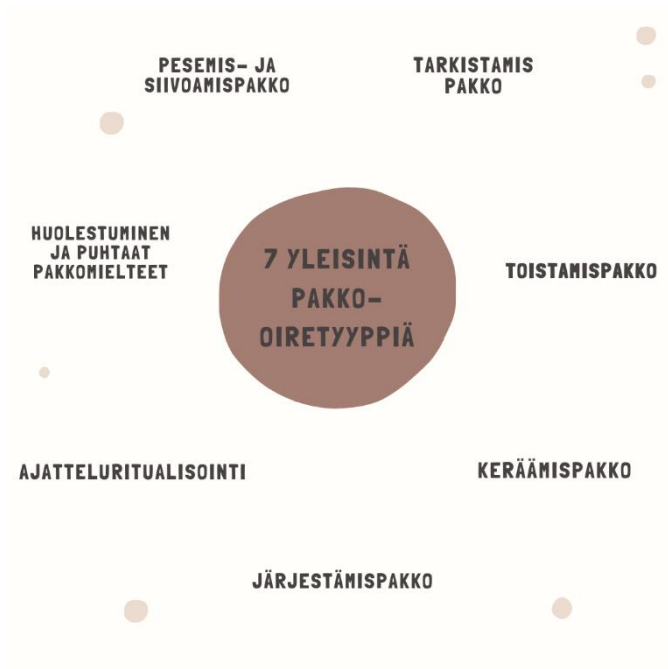 PESEMIS- JA
SIIVOAMISPAKKO
TARKISTAMIS
PAKKO
HUOLESTUMINEN
JA PUHTAAT
PAKKOMIELTEET
7 YLEISINTÄ
PAKKO-
OIRETYYPPIÄ
TOISTAMISPAKKO
AJATTELURITUALISOINTI
KERÄÄMISPAKKO
JÄRJESTÄMISPAKKO